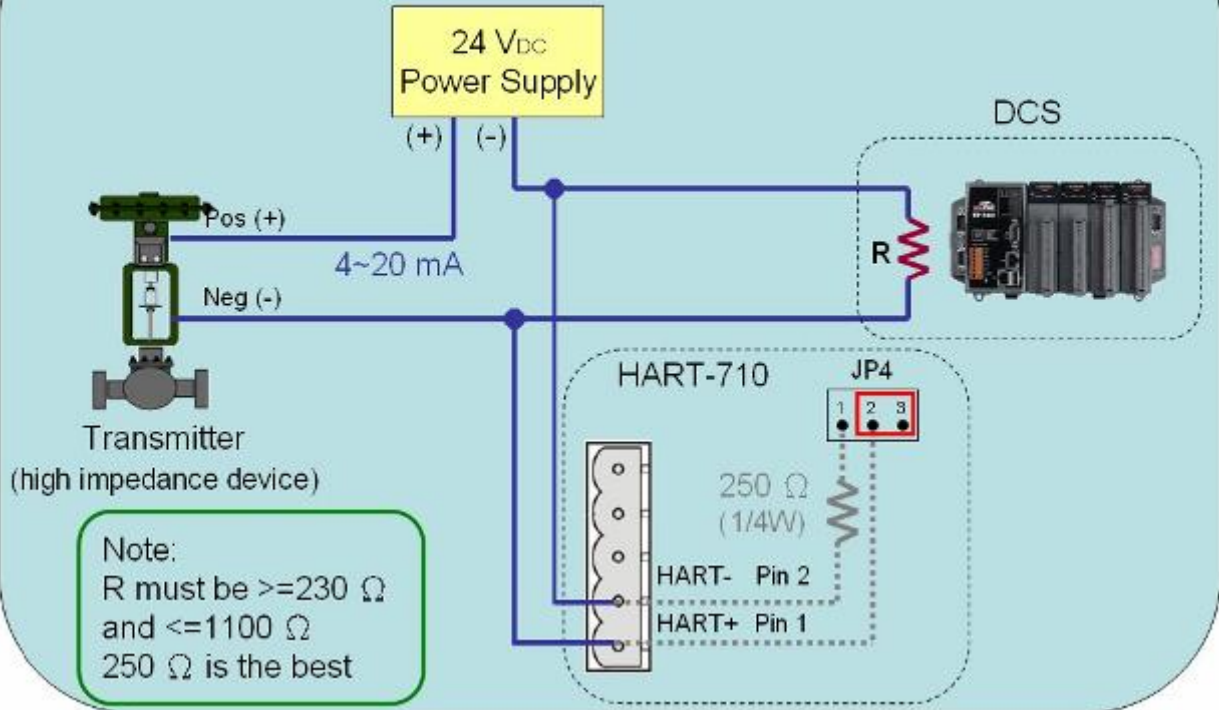 24 VDC
Power Supply
(+) (-)
DCS
Pos (+)
4~20 mA
R
Neg (-)
HART-710
JP4
1 2 3
Transmitter
(high impedance device)
250 Ω
(1/4W)
Note:
R must be >=230 Ω
and <=1100 Ω
250 Ω is the best
HART- Pin 2
HART+ Pin 1